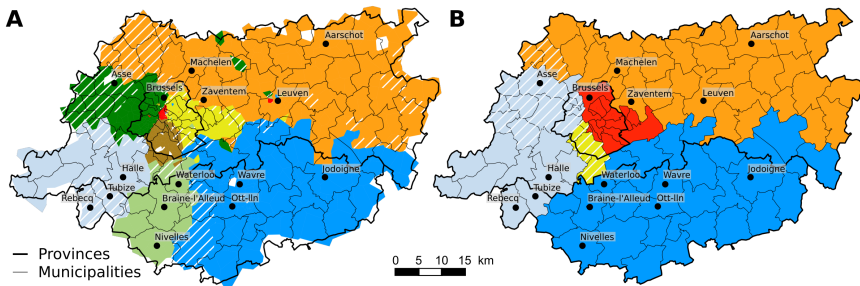 A
Aarschot
Machelen
Asse
Brussels
Zaventem
Leuven
Halle
Tubize
Rebecq
Waterloo
Wavre
Jodoigne
Braine-l'Alleud
Ott-lln
Nivelles
Provinces
Municipalities
0 5 10 15 km
B
Aarschot
Machelen
Asse
Brussels
Zaventem
Leuven
Halle
Tubize
Rebecq
Waterloo
Wavre
Jodoigne
Braine-l'Alleud
Ott-lln
Nivelles